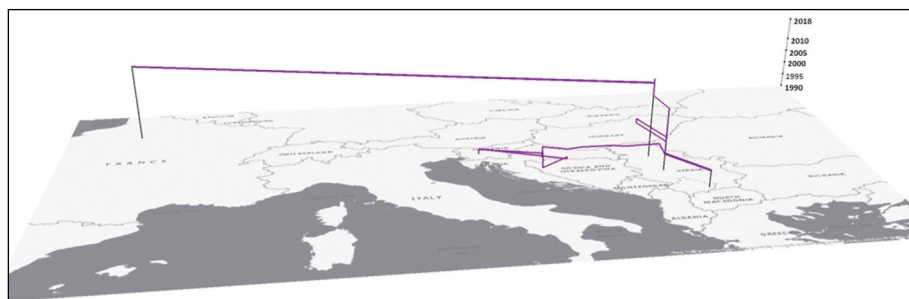 2018
2010
2005
2000
1995
1990
FRANCE
SWITZERLAND
AUSTRIA
HUNGARY
ROMANIA
BOSNIA AND
HERZEGOVINA
SERBIA
MONTENEGRO
BULGARIA
NORTH
MACEDONIA
ITALY
ALBANIA
GREECE